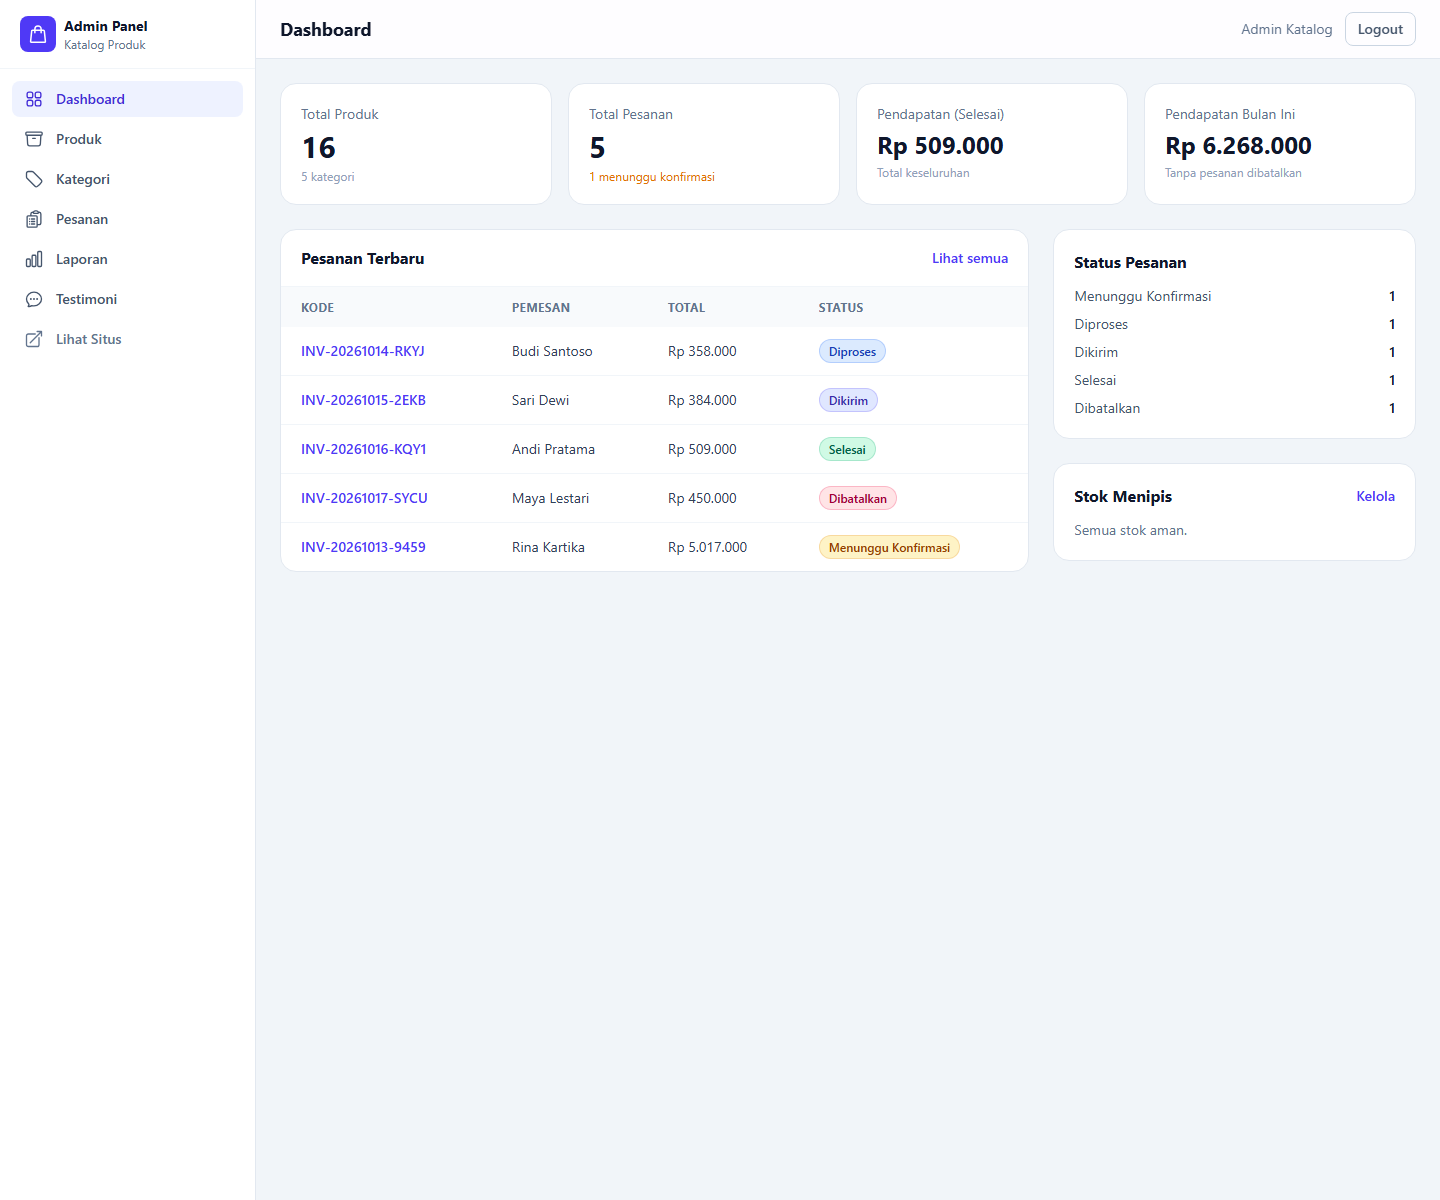 Admin Panel
Katalog Produk
Dashboard
Produk
Kategori
Pesanan
Laporan
Testimoni
Lihat Situs
Dashboard
Admin Katalog
Logout
Total Produk
16
5 kategori
Total Pesanan
5
1 menunggu konfirmasi
Pendapatan (Selesai)
Rp 509.000
Total keseluruhan
Pendapatan Bulan Ini
Rp 6.268.000
Tanpa pesanan dibatalkan
Pesanan Terbaru
Lihat semua
KODE PEMESAN TOTAL STATUS
INV-20261014-RKYJ Budi Santoso Rp 358.000 Diproses
INV-20261015-2EKB Sari Dewi Rp 384.000 Dikirim
INV-20261016-KQY1 Andi Pratama Rp 509.000 Selesai
INV-20261017-SYCU Maya Lestari Rp 450.000 Dibatalkan
INV-20261013-9459 Rina Kartika Rp 5.017.000 Menunggu Konfirmasi
Status Pesanan
Menunggu Konfirmasi 1
Diproses 1
Dikirim 1
Selesai 1
Dibatalkan 1
Stok Menipis
Kelola
Semua stok aman.